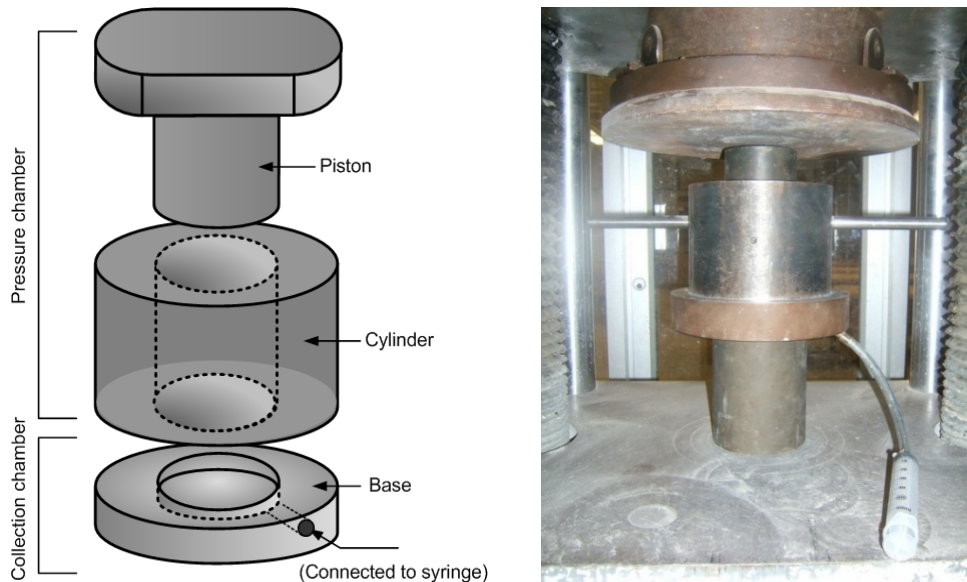 Pressure chamber
Piston
Cylinder
Collection chamber
Base
(Connected to syringe)